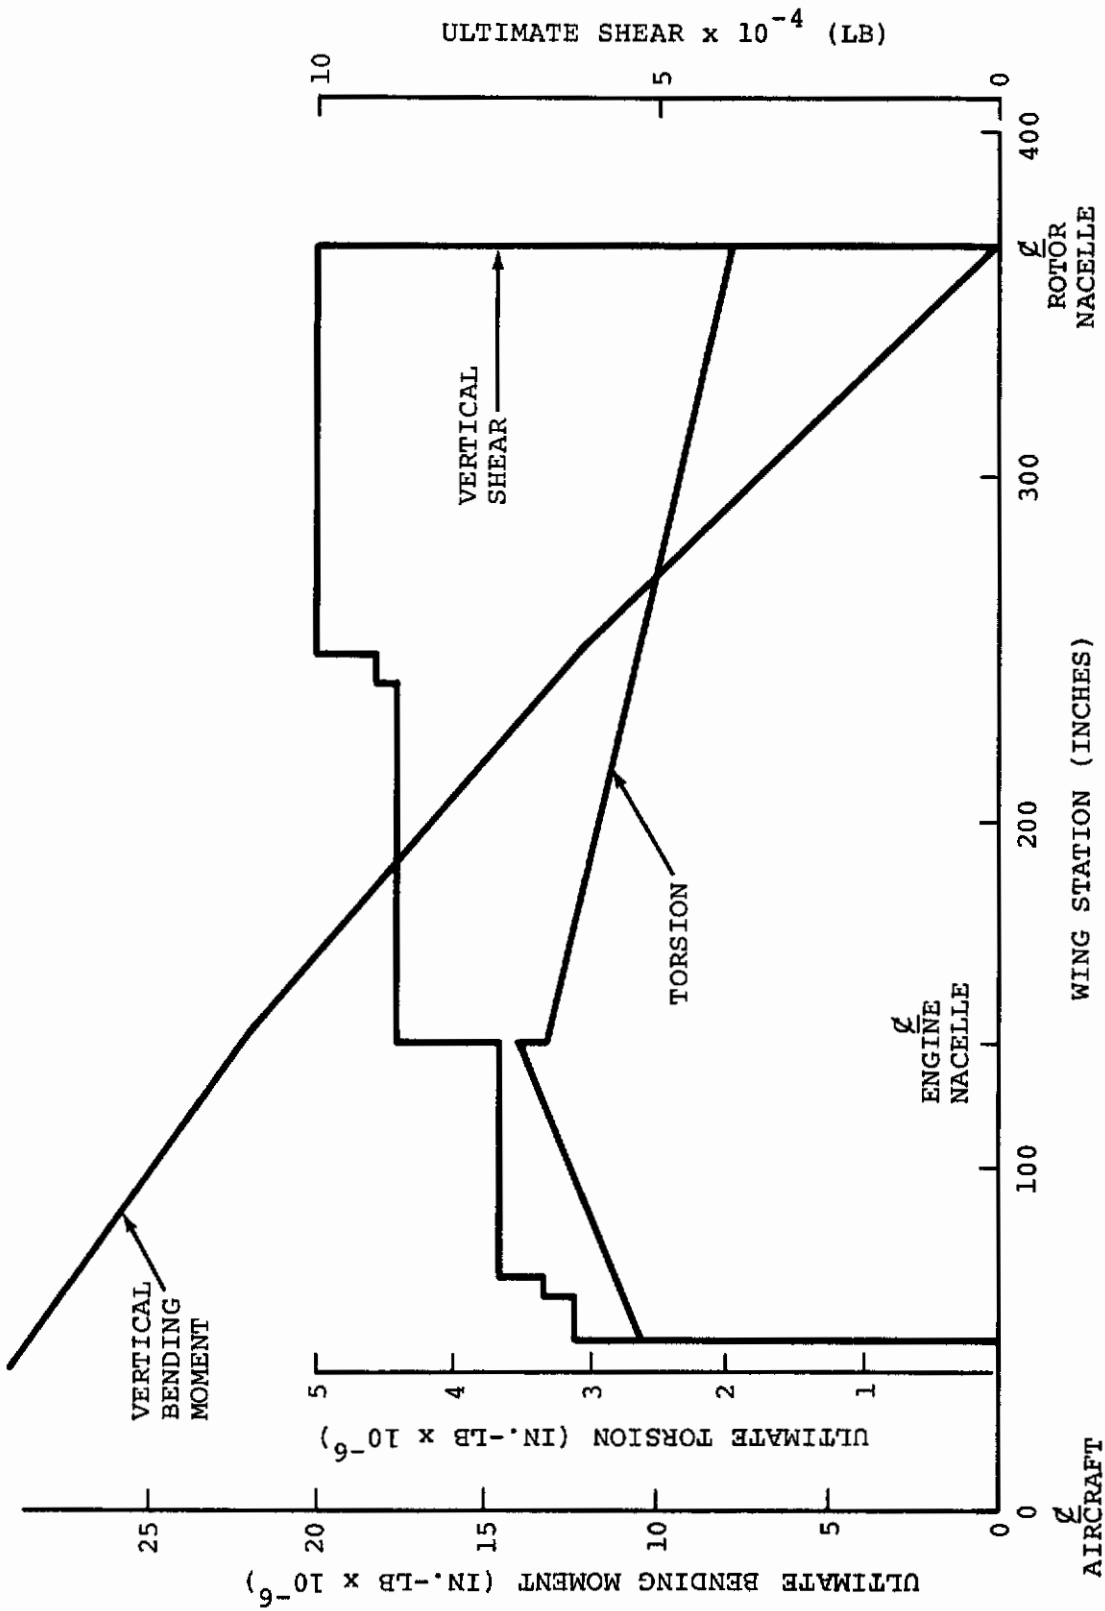 ULTIMATE SHEAR x 10-4 (LB)
10
5
0
VERTICAL
SHEAR
TORSION
VERTICAL
BENDING
MOMENT
ENGINE
NACELLE
ULTIMATE TORSION (IN.-LB x 10-6)
5
4
3
2
1
ULTIMATE BENDING MOMENT (IN.-LB x 10-6)
25
20
15
10
5
0
0
100
200
300
400
AIRCRAFT
WING STATION (INCHES)
ROTOR
NACELLE